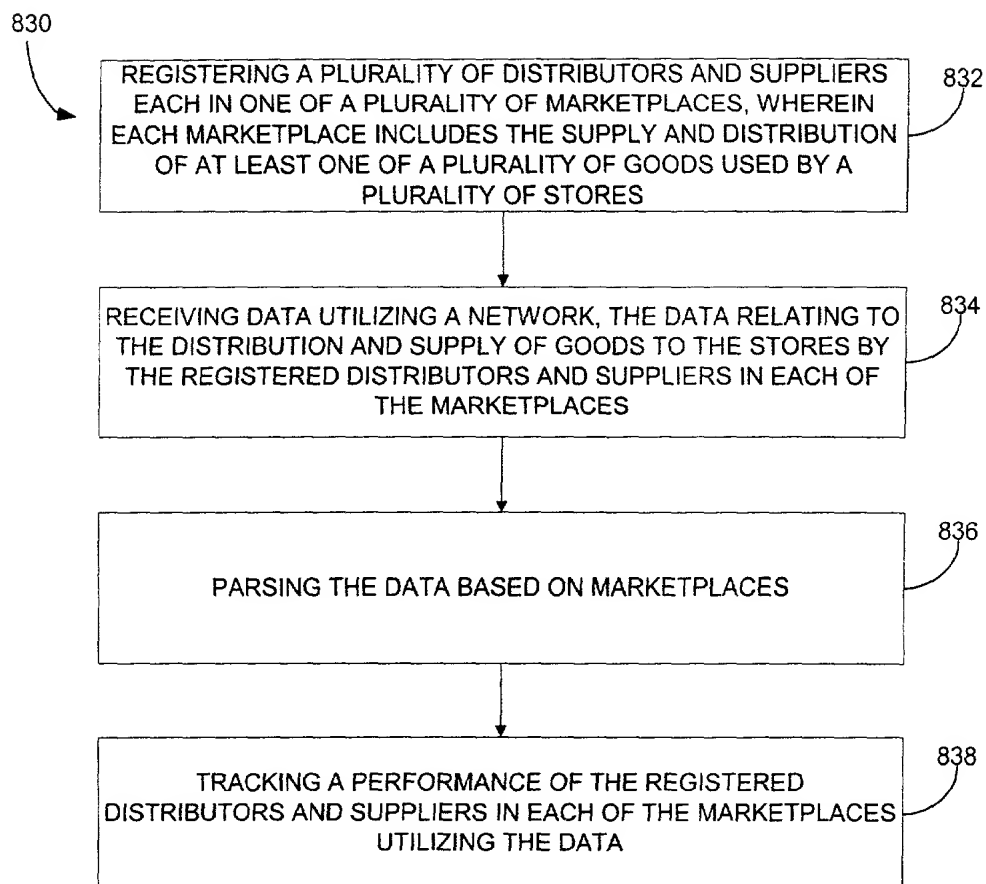 830
REGISTERING A PLURALITY OF DISTRIBUTORS AND SUPPLIERS
EACH IN ONE OF A PLURALITY OF MARKETPLACES, WHEREIN
EACH MARKETPLACE INCLUDES THE SUPPLY AND DISTRIBUTION
OF AT LEAST ONE OF A PLURALITY OF GOODS USED BY A
PLURALITY OF STORES
832
RECEIVING DATA UTILIZING A NETWORK, THE DATA RELATING TO
THE DISTRIBUTION AND SUPPLY OF GOODS TO THE STORES BY
THE REGISTERED DISTRIBUTORS AND SUPPLIERS IN EACH OF
THE MARKETPLACES
834
PARSING THE DATA BASED ON MARKETPLACES
836
TRACKING A PERFORMANCE OF THE REGISTERED
DISTRIBUTORS AND SUPPLIERS IN EACH OF THE MARKETPLACES
UTILIZING THE DATA
838